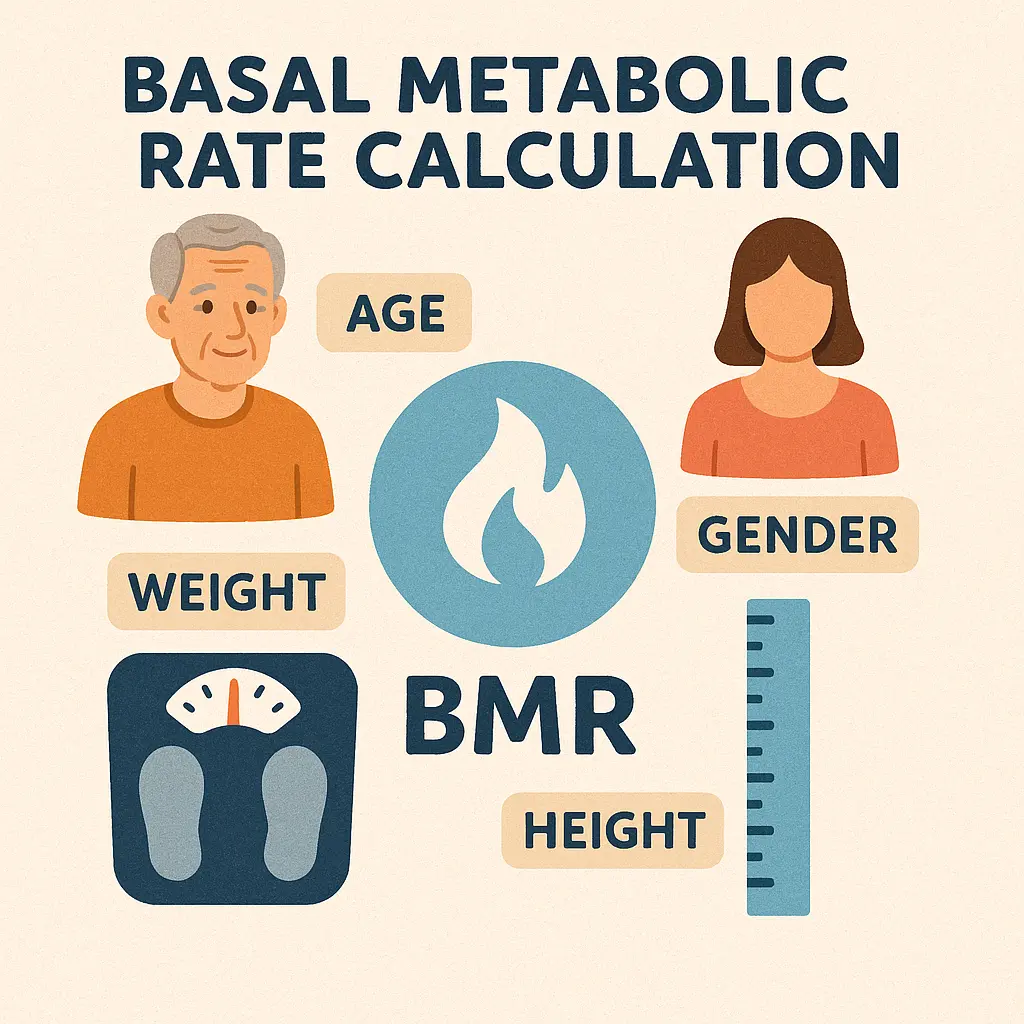 BASAL METABOLIC
RATE CALCULATION
AGE
GENDER
WEIGHT
BMR
HEIGHT